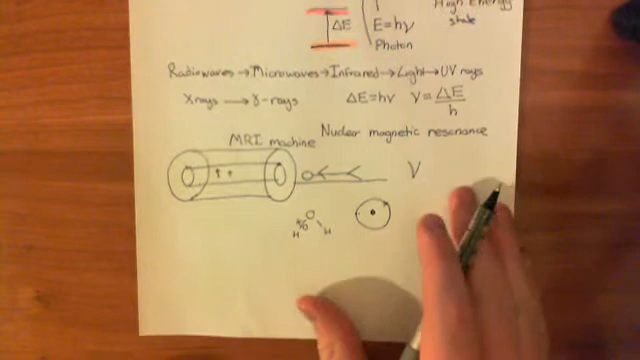 High Energy
state
ΔE
E=hν
Photon
Radiowaves → Microwaves → Infrared → Light → UV rays
Xrays → γ-rays ΔE=hν ν=ΔE/h
Nuclear magnetic resonance
MRI machine
ν
H
H